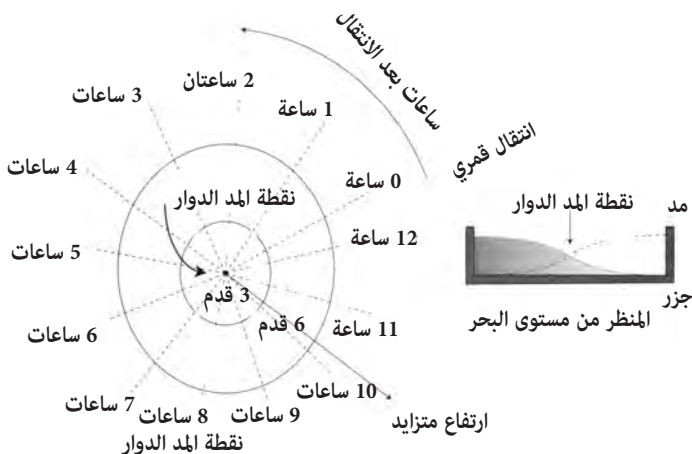 ساعات بعد الانتقال
انتقال قمري
2 ساعتان
3 ساعات
1 ساعة
4 ساعات
0 ساعة
نقطة المد الدوار
12 ساعة
5 ساعات
3 قدم
6 قدم
11 ساعة
6 ساعات
10 ساعات
7 ساعات
8 ساعات
9 ساعات
ارتفاع متزايد
نقطة المد الدوار
نقطة المد الدوار
مد
جزر
المنظر من مستوى البحر